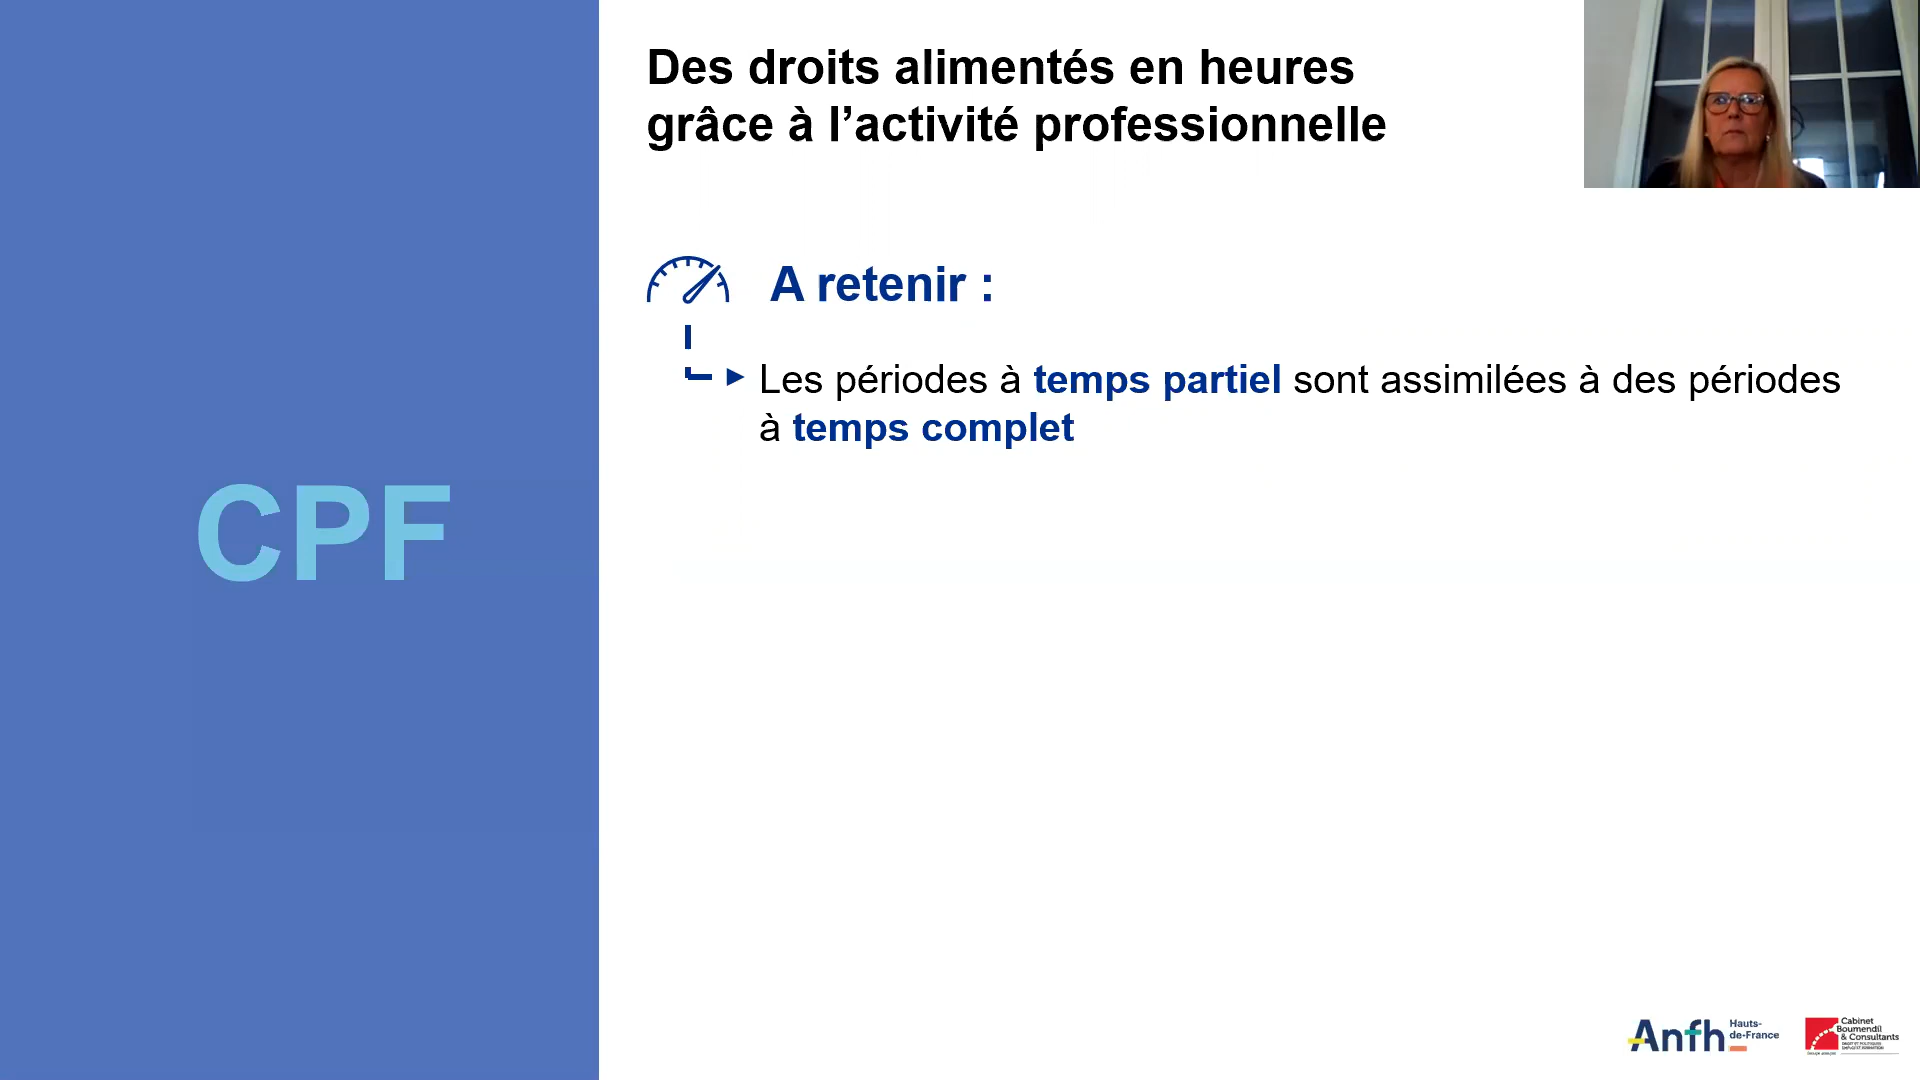 Des droits alimentés en heures
grâce à l’activité professionnelle
A retenir :
Les périodes à temps partiel sont assimilées à des périodes
à temps complet
CPF
Anfh Hauts-
de-France
Cabinet
Boumendil
& Consultants